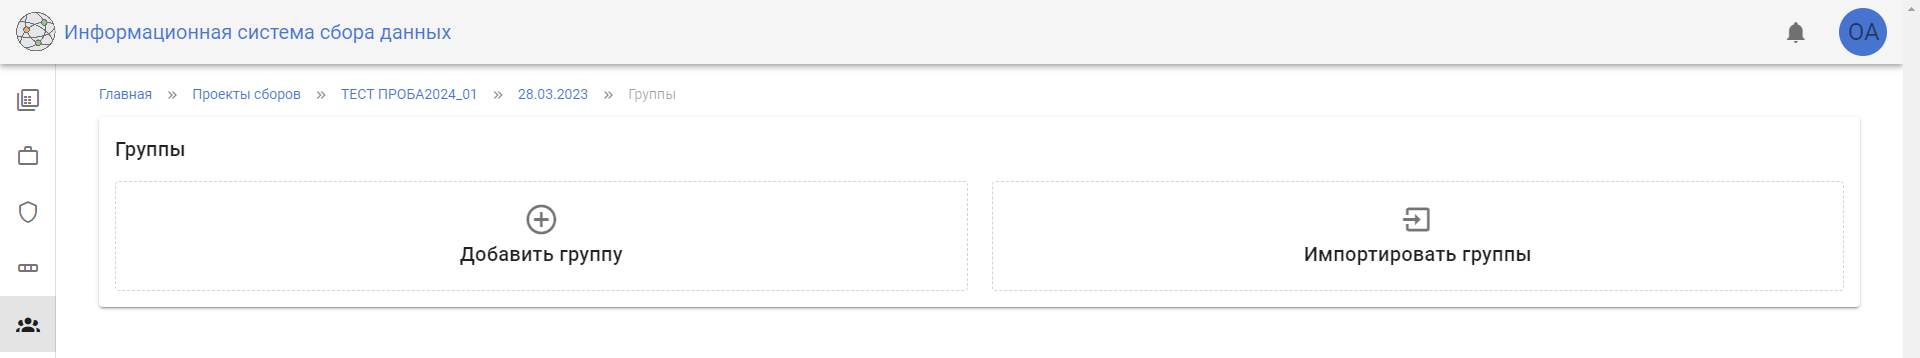 Информационная система сбора данных
OA
Главная » Проекты сборов » ТЕСТ ПРОБА2024_01 » 28.03.2023 » Группы
Группы
Добавить группу
Импортировать группы